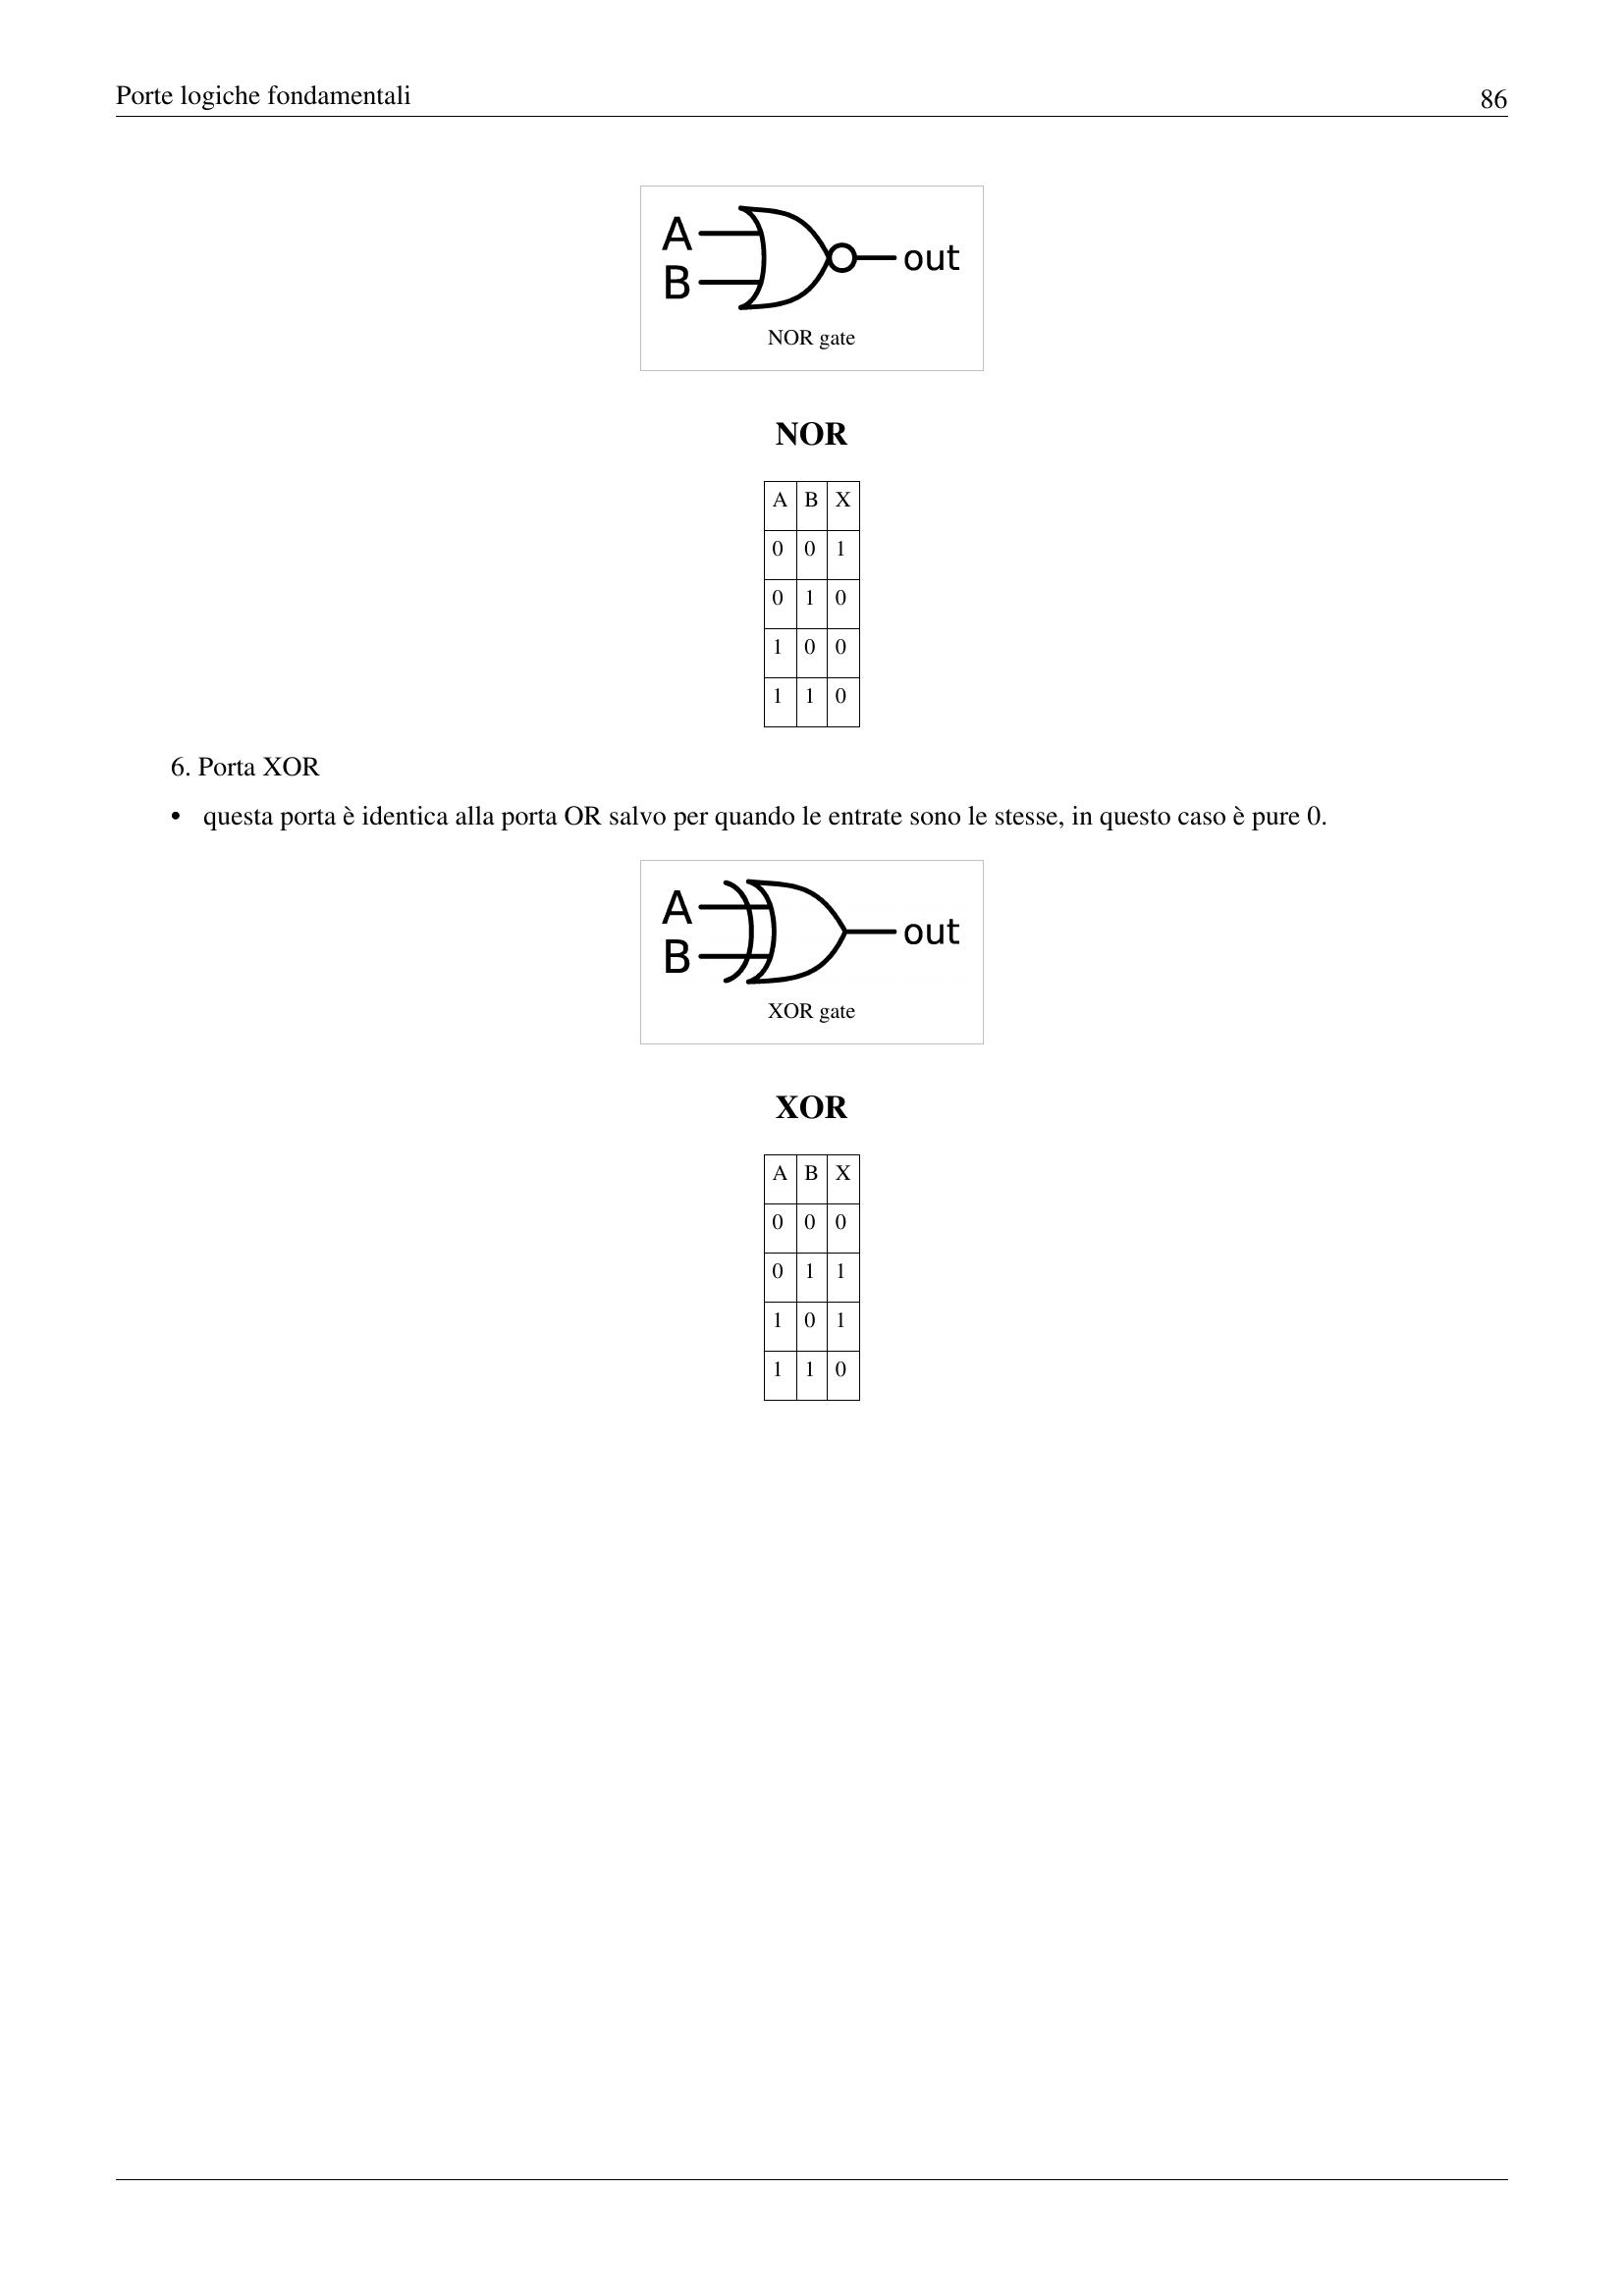 Porte logiche fondamentali 86
A
B
out
NOR gate
NOR
A B X
0 0 1
0 1 0
1 0 0
1 1 0
6. Porta XOR
• questa porta è identica alla porta OR salvo per quando le entrate sono le stesse, in questo caso è pure 0.
A
B
out
XOR gate
XOR
A B X
0 0 0
0 1 1
1 0 1
1 1 0